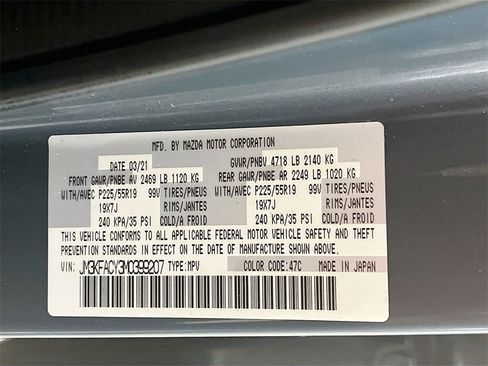 MFD. BY MAZDA MOTOR CORPORATION
DATE 03/21 GVWR/PNBV 4718 LB 2140 KG
FRONT GAWR/PNBE AV 2469 LB 1120 KG REAR GAWR/PNBE AR 2249 LB 1020 KG
WITH/AVEC P225/55R19 99V TIRES/PNEUS WITH/AVEC P225/55R19 99V TIRES/PNEUS
19X7J RIMS/JANTES 19X7J RIMS/JANTES
240 KPA/35 PSI COLD/A FROID 240 KPA/35 PSI COLD/A FROID
THIS VEHICLE CONFORMS TO ALL APPLICABLE FEDERAL MOTOR VEHICLE SAFETY AND THEFT
PREVENTION STANDARDS IN EFFECT ON THE DATE OF MANUFACTURE SHOWN ABOVE.
VIN: JM3KFACY3M0399207 TYPE:MPV COLOR CODE:47C MADE IN JAPAN